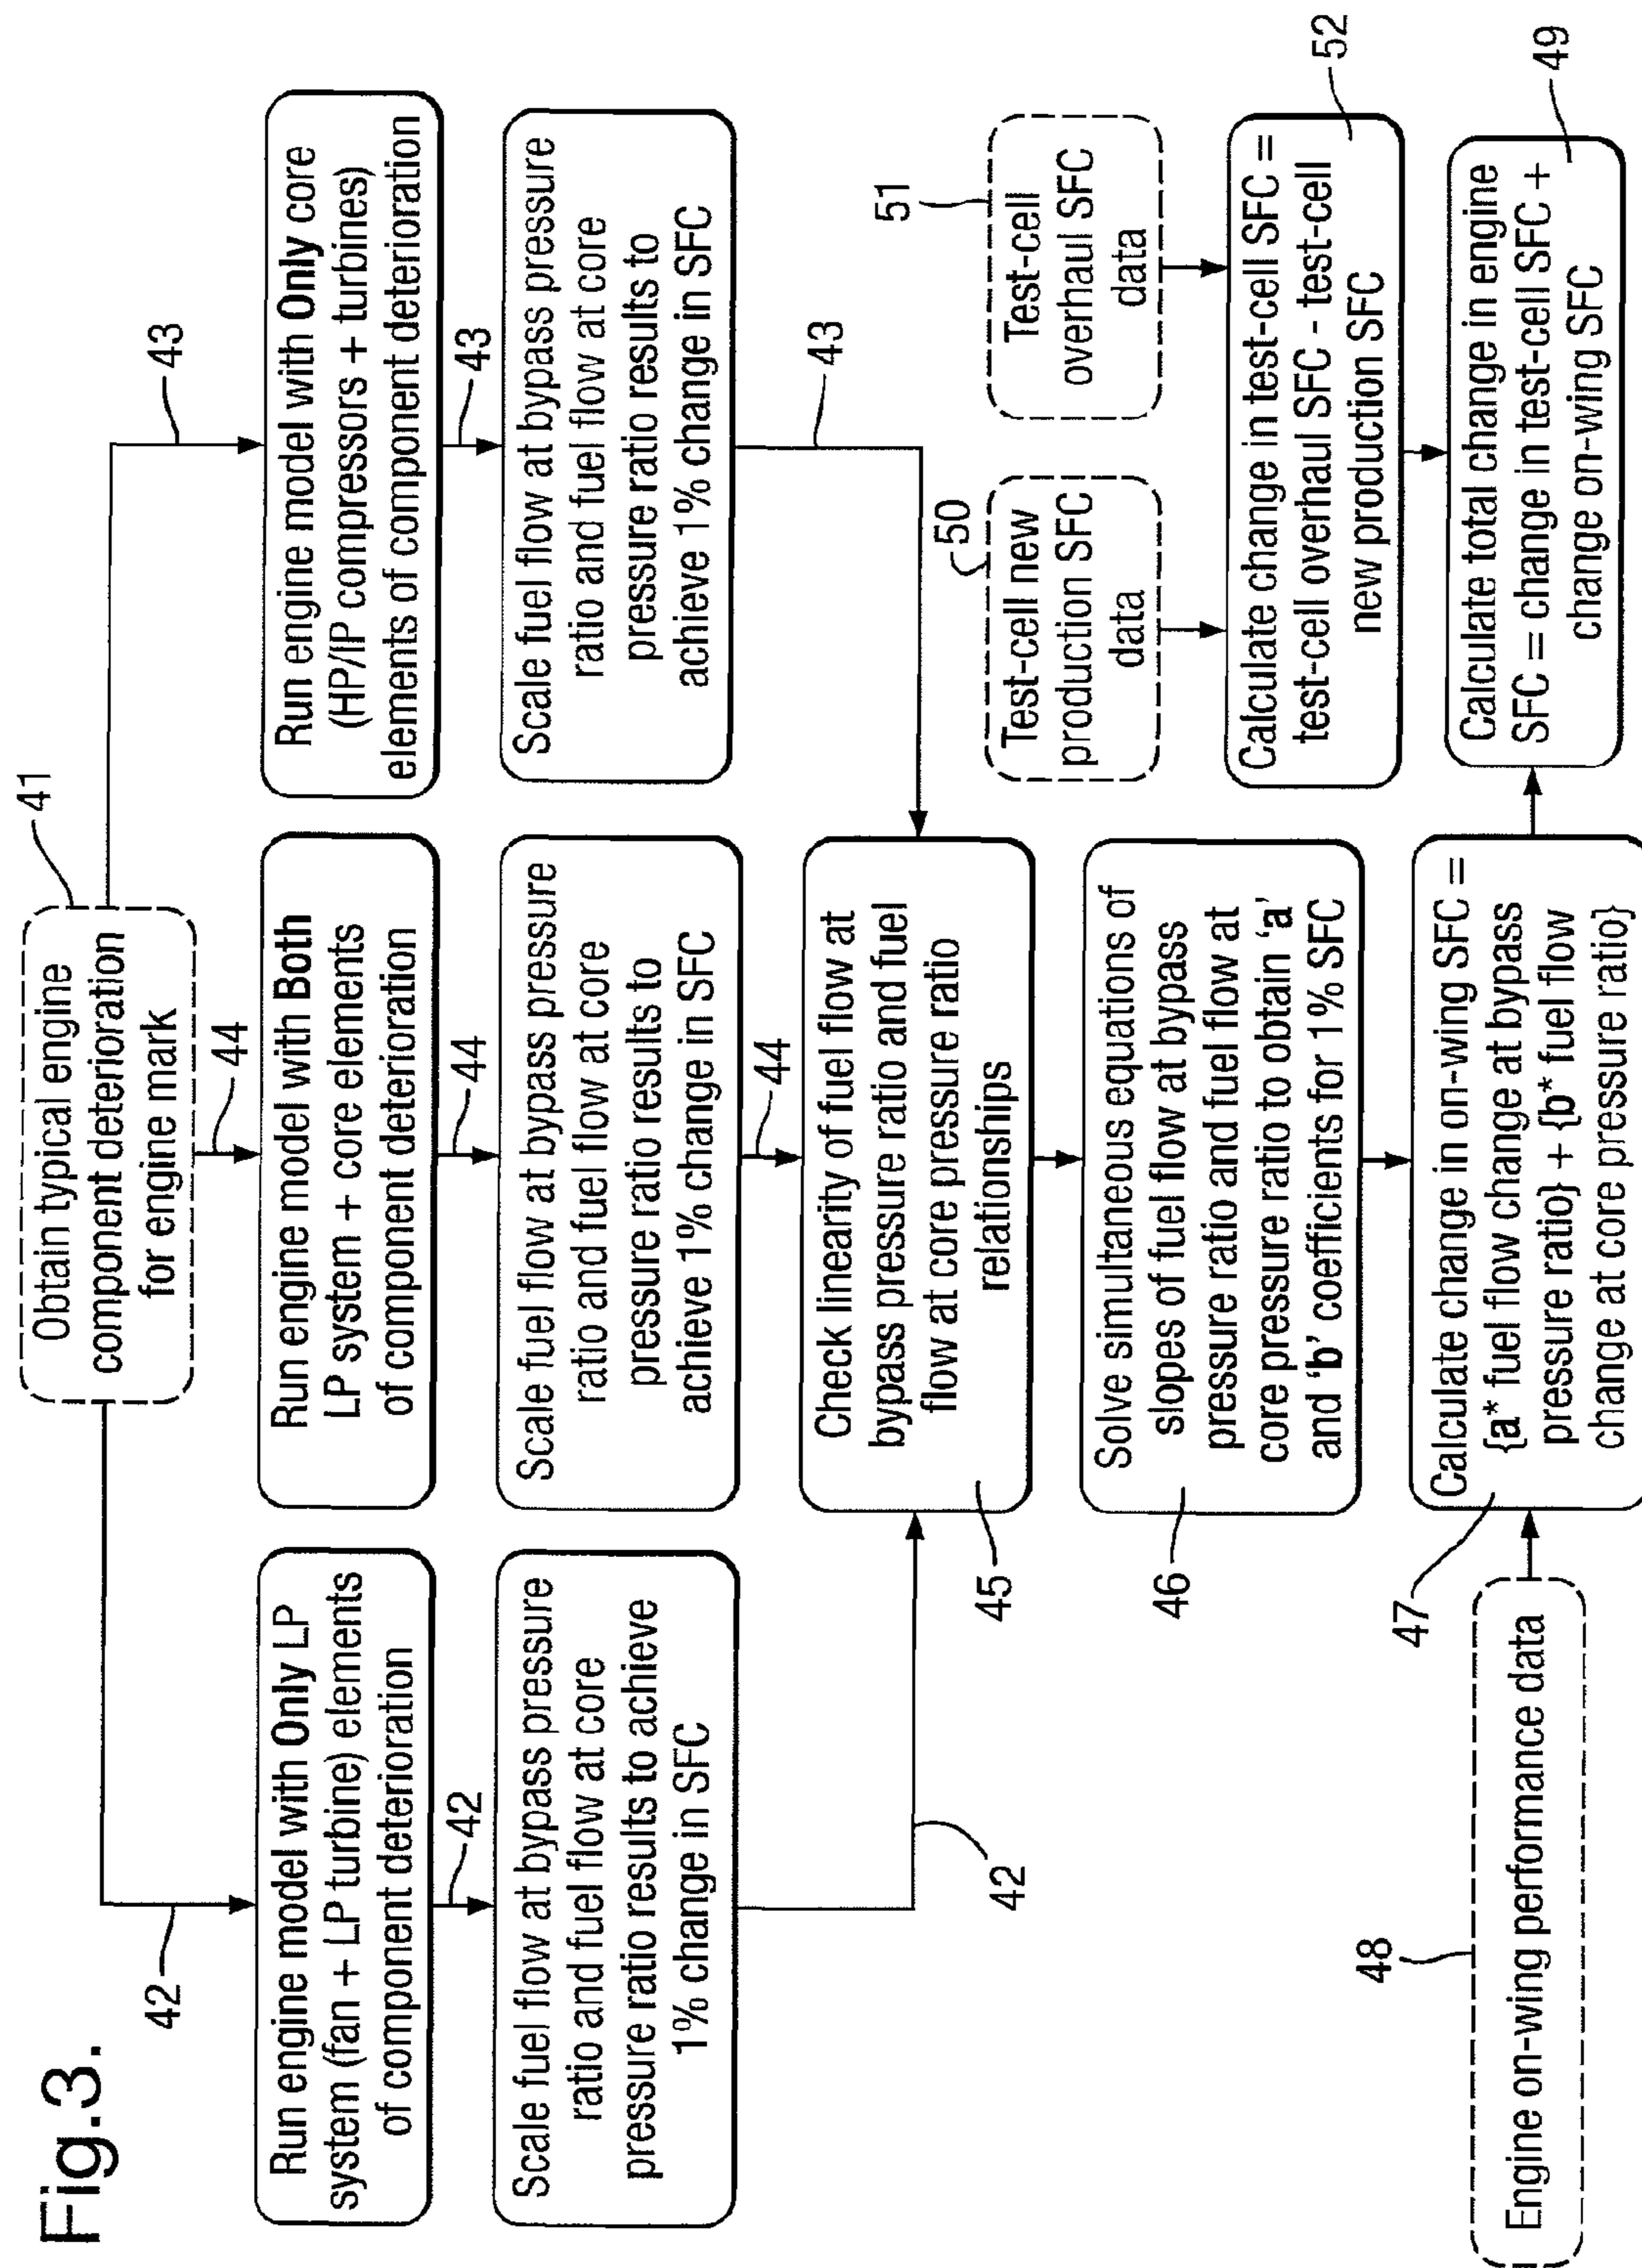 Fig.3.
Obtain typical engine
component deterioration
for engine mark
41
42
44
43
Run engine model with Only LP
system (fan + LP turbine) elements
of component deterioration
Run engine model with Both
LP system + core elements
of component deterioration
Run engine model with Only core
(HP/IP compressors + turbines)
elements of component deterioration
42
44
43
Scale fuel flow at bypass pressure
ratio and fuel flow at core
pressure ratio results to achieve
1% change in SFC
Scale fuel flow at bypass pressure
ratio and fuel flow at core
pressure ratio results to
achieve 1% change in SFC
Scale fuel flow at bypass pressure
ratio and fuel flow at core
pressure ratio results to
achieve 1% change in SFC
42
44
43
Check linearity of fuel flow at
bypass pressure ratio and fuel
flow at core pressure ratio
relationships
45
50
51
Test-cell new
production SFC
data
Test-cell
overhaul SFC
data
Solve simultaneous equations of
slopes of fuel flow at bypass
pressure ratio and fuel flow at
core pressure ratio to obtain ‘a’
and ‘b’ coefficients for 1% SFC
46
Calculate change in test-cell SFC =
test-cell overhaul SFC - test-cell
new production SFC
52
48
Engine on-wing performance data
47
Calculate change in on-wing SFC =
{a* fuel flow change at bypass
pressure ratio} + {b* fuel flow
change at core pressure ratio}
Calculate total change in engine
SFC = change in test-cell SFC +
change on-wing SFC
49